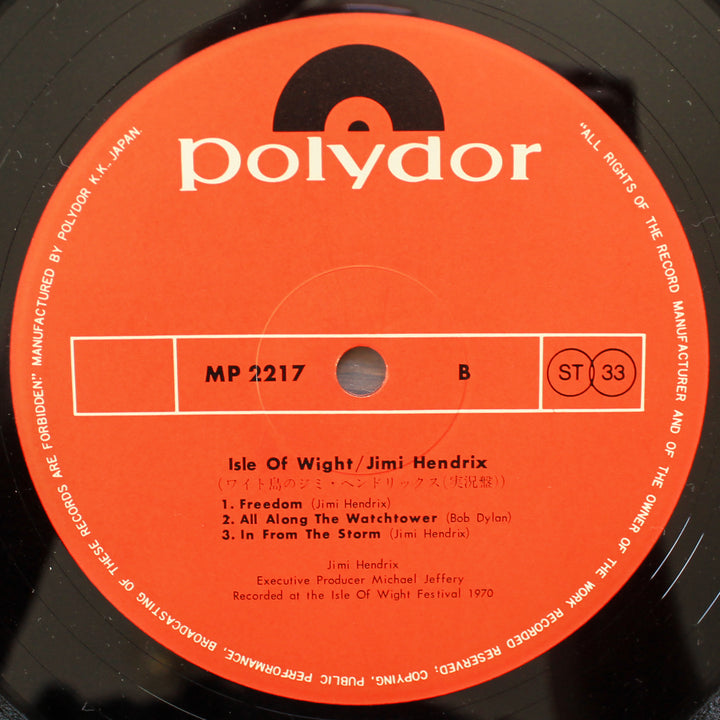 polydor
MP 2217
B
ST 33
Isle Of Wight/Jimi Hendrix
(ワイト島のジミ・ヘンドリックス(実況盤))
1. Freedom (Jimi Hendrix)
2. All Along The Watchtower (Bob Dylan)
3. In From The Storm (Jimi Hendrix)
Jimi Hendrix
Executive Producer Michael Jeffery
Recorded at the Isle Of Wight Festival 1970
"ALL RIGHTS OF THE RECORD MANUFACTURER AND OF THE OWNER OF THE WORK RECORDED RESERVED; COPYING, PUBLIC PERFORMANCE, BROADCASTING OF THESE RECORDS ARE FORBIDDEN." MANUFACTURED BY POLYDOR K.K., JAPAN.